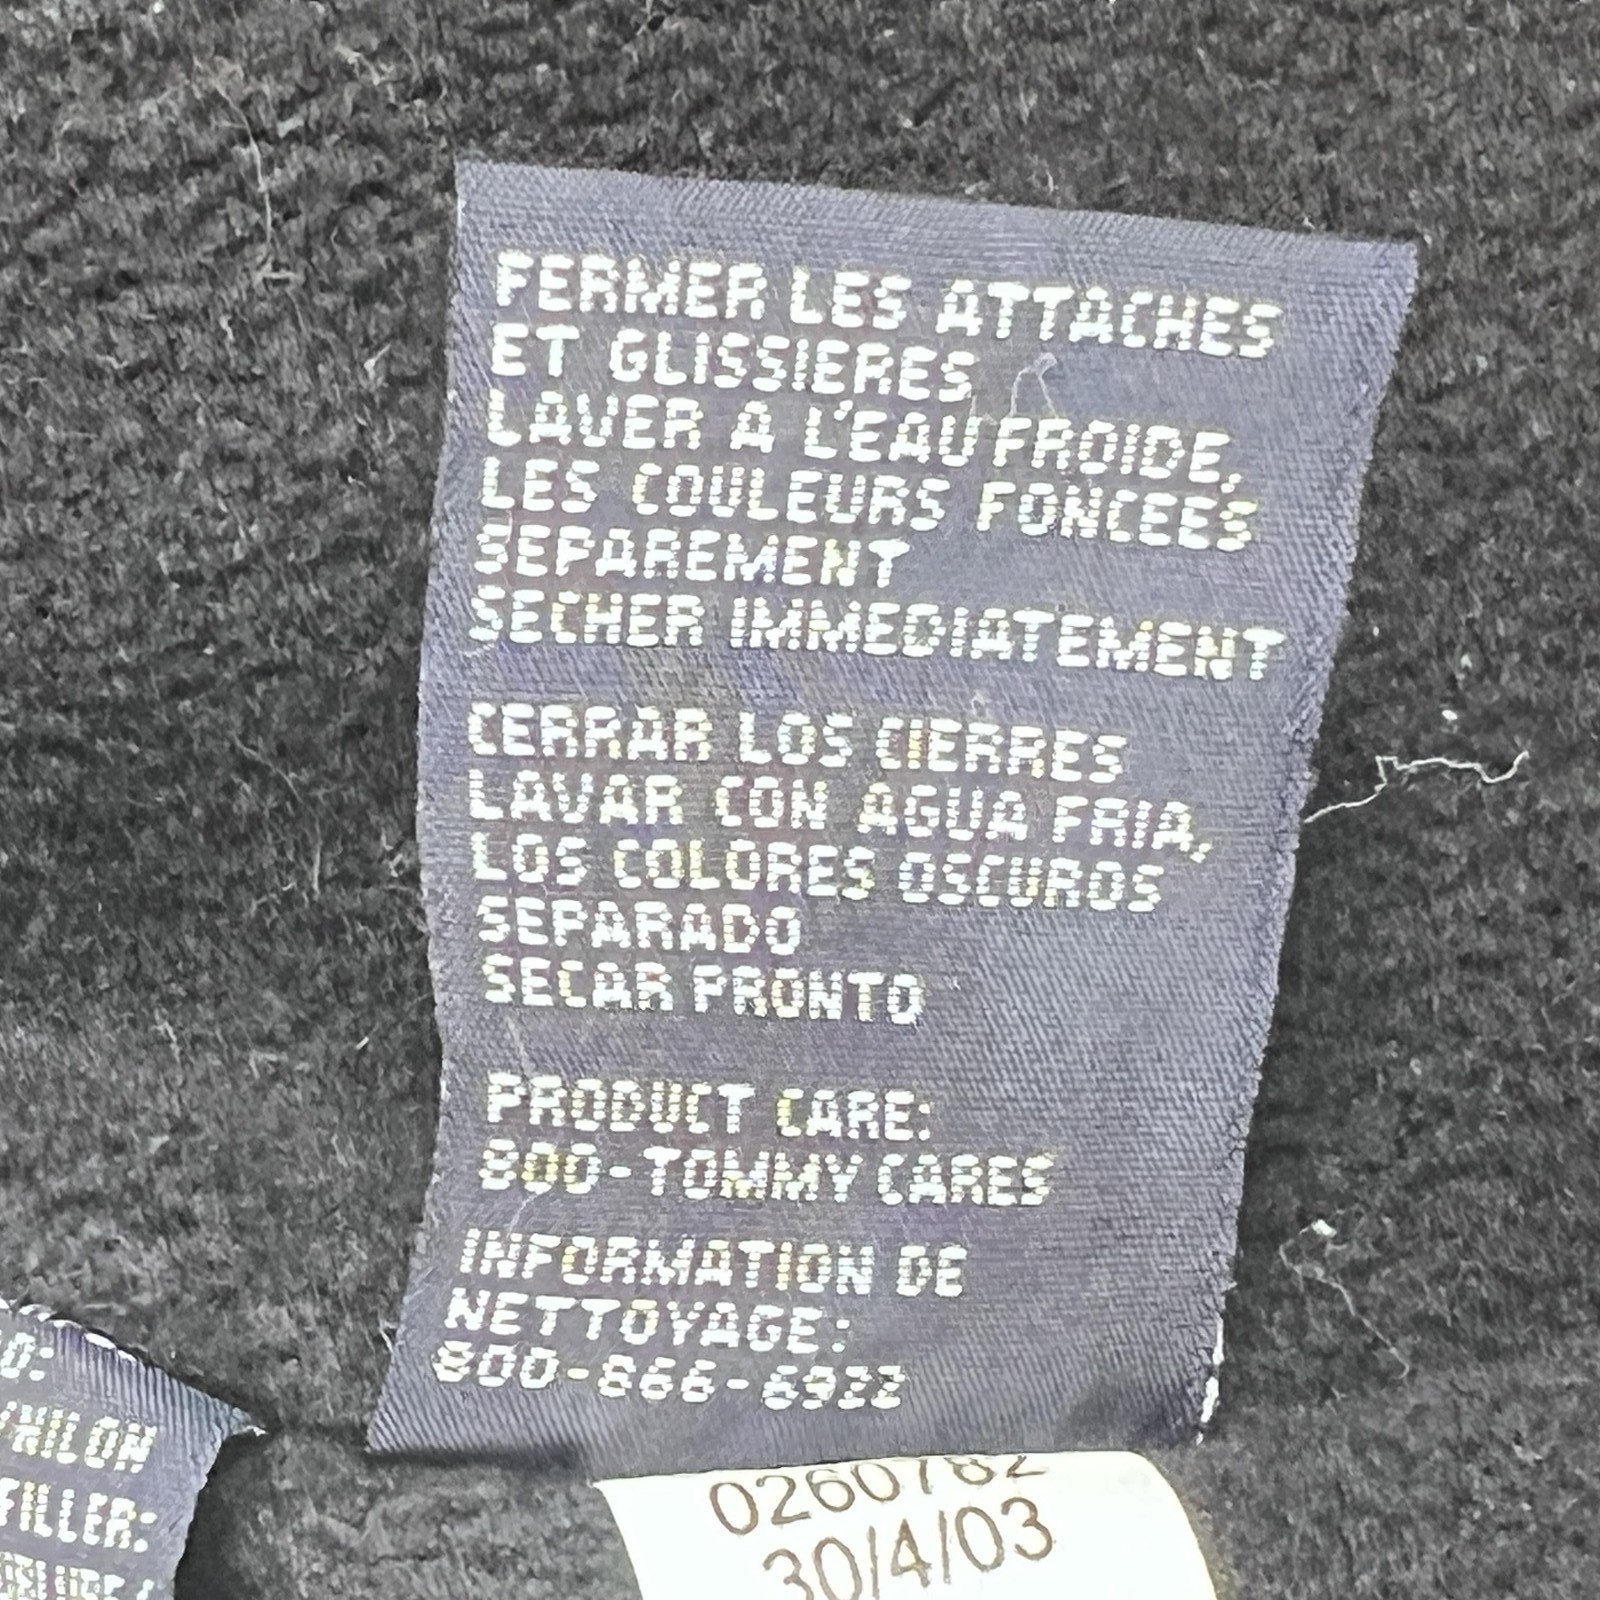 FERMER LES ATTACHES
ET GLISSIERES
LAVER A L'EAU FROIDE,
LES COULEURS FONCEES
SEPAREMENT
SECHER IMMEDIATEMENT
CERRAR LOS CIERRES
LAVAR CON AGUA FRIA,
LOS COLORES OSCUROS
SEPARADO
SECAR PRONTO
PRODUCT CARE:
800-TOMMY CARES
INFORMATION DE
NETTOYAGE:
800-866-6922
0260782
30/4/03
O:
/NILON
FILLER: